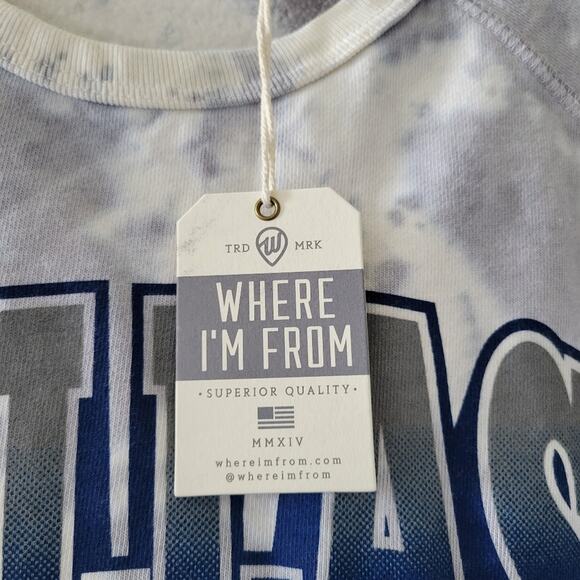 TRD W MRK
WHERE
I'M FROM
• SUPERIOR QUALITY •
MMXIV
whereimfrom.com
@whereimfrom